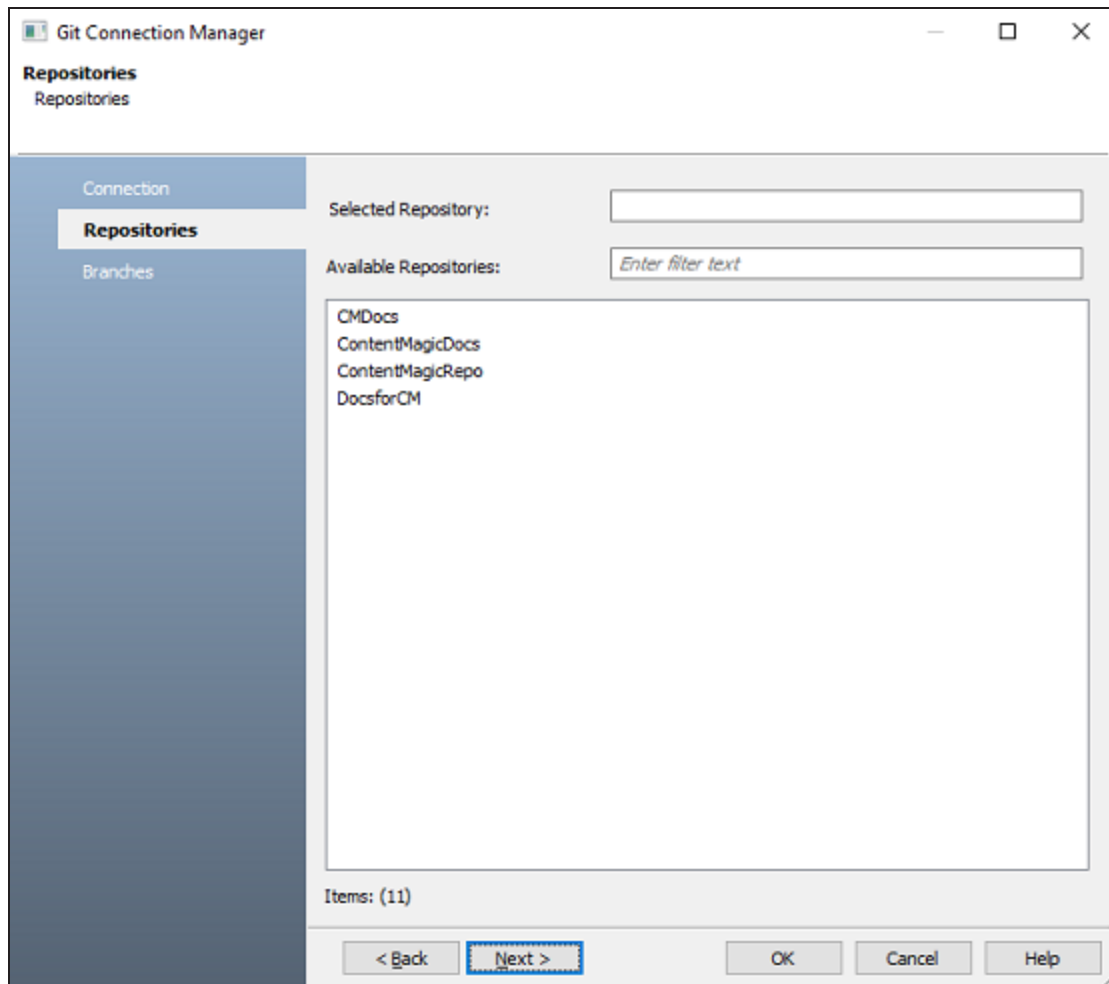 Git Connection Manager
Repositories
Repositories
Connection
Repositories
Branches
Selected Repository:
Available Repositories:
Enter filter text
CMDocs
ContentMagicDocs
ContentMagicRepo
DocsforCM
Items: (11)
< Back
Next >
OK
Cancel
Help